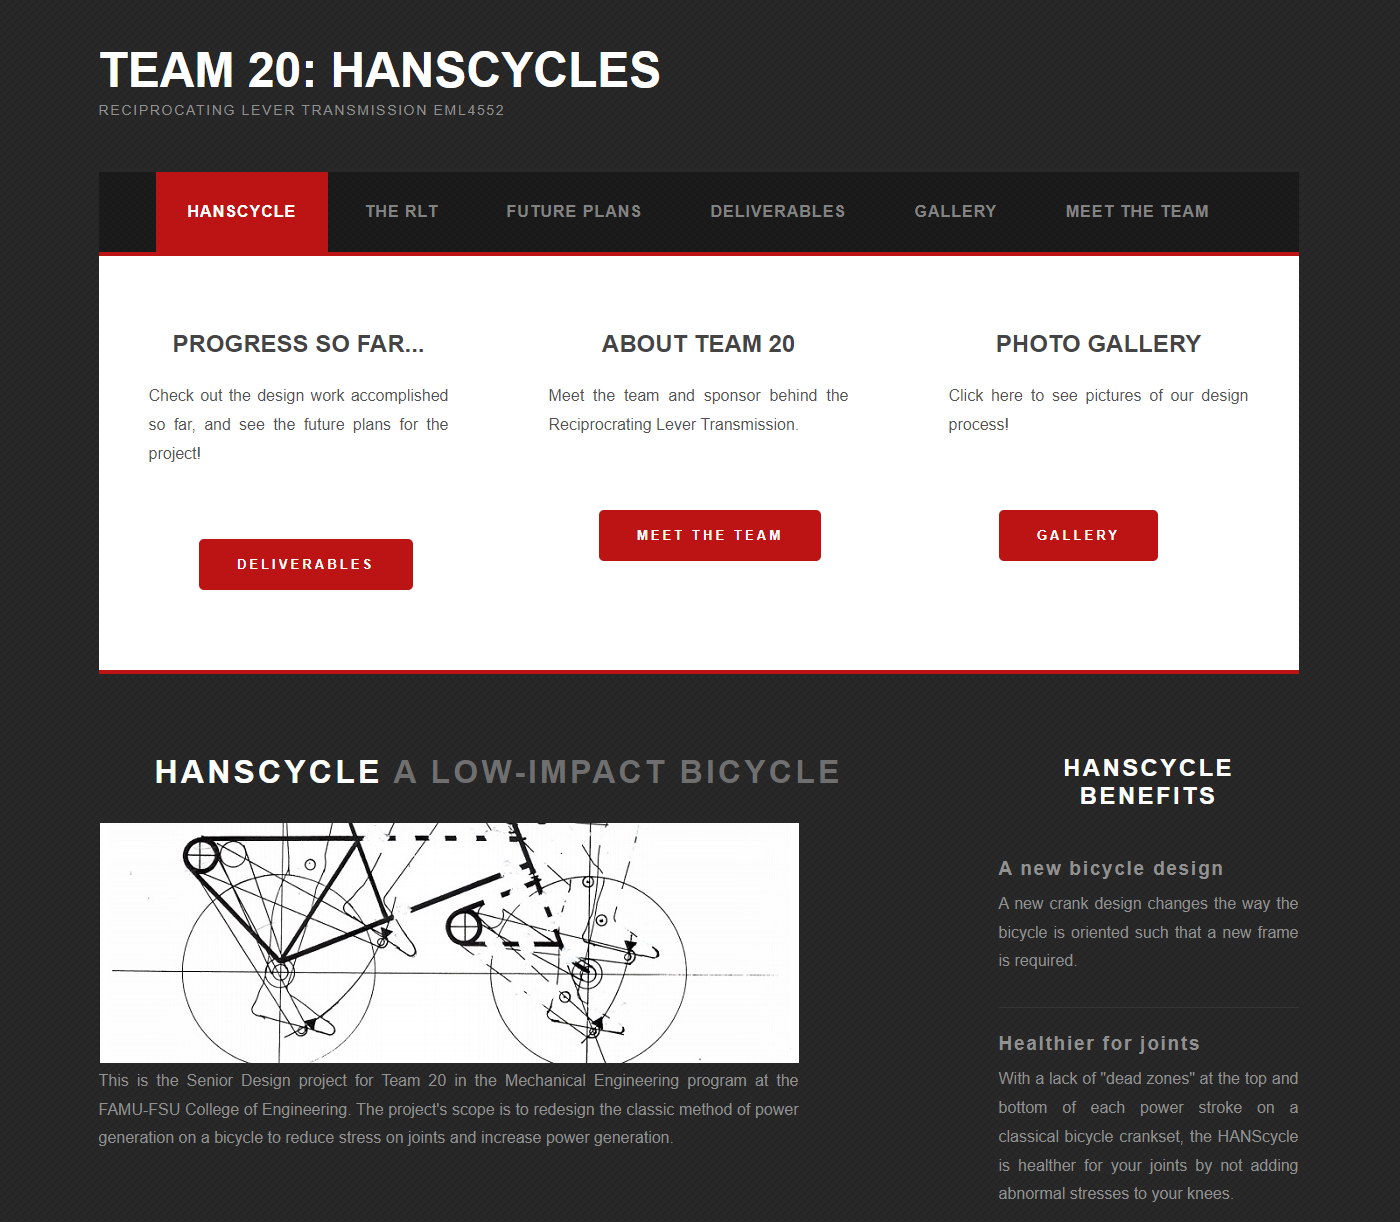 TEAM 20: HANSCYCLES
RECIPROCATING LEVER TRANSMISSION EML4552
HANSCYCLE
THE RLT
FUTURE PLANS
DELIVERABLES
GALLERY
MEET THE TEAM
PROGRESS SO FAR...
Check out the design work accomplished
so far, and see the future plans for the
project!
DELIVERABLES
ABOUT TEAM 20
Meet the team and sponsor behind the
Reciprocrating Lever Transmission.
MEET THE TEAM
PHOTO GALLERY
Click here to see pictures of our design
process!
GALLERY
HANSCYCLE A LOW-IMPACT BICYCLE
This is the Senior Design project for Team 20 in the Mechanical Engineering program at the
FAMU-FSU College of Engineering. The project's scope is to redesign the classic method of power
generation on a bicycle to reduce stress on joints and increase power generation.
HANSCYCLE
BENEFITS
A new bicycle design
A new crank design changes the way the
bicycle is oriented such that a new frame
is required.
Healthier for joints
With a lack of "dead zones" at the top and
bottom of each power stroke on a
classical bicycle crankset, the HANScycle
is healther for your joints by not adding
abnormal stresses to your knees.